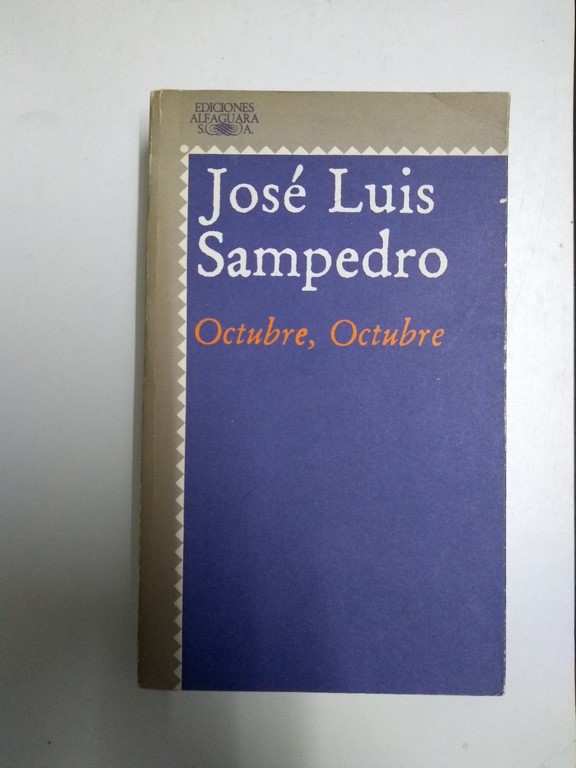 EDICIONES
ALFAGUARA
S. A.
José Luis
Sampedro
Octubre, Octubre